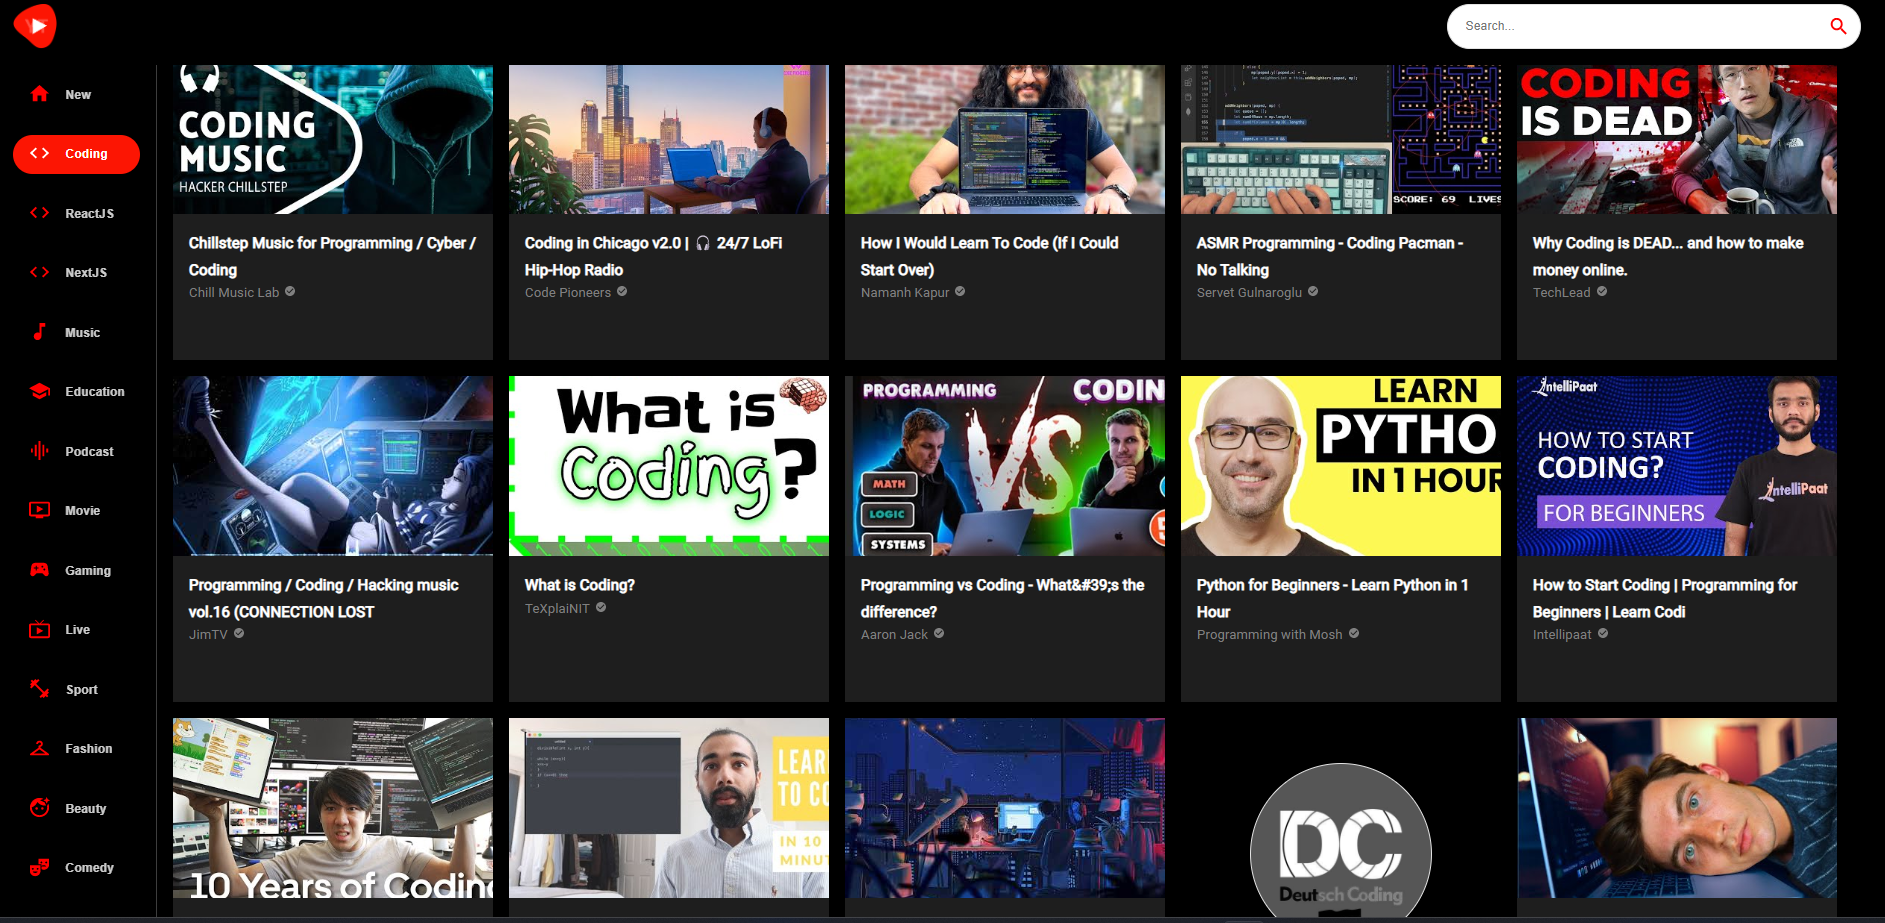 Search...
New
Coding
ReactJS
NextJS
Music
Education
Podcast
Movie
Gaming
Live
Sport
Fashion
Beauty
Comedy
CODING
MUSIC
HACKER CHILLSTEP
Chillstep Music for Programming / Cyber /
Coding
Chill Music Lab
Coding in Chicago v2.0 | 🎧 24/7 LoFi
Hip-Hop Radio
Code Pioneers
How I Would Learn To Code (If I Could
Start Over)
Namanh Kapur
SCORE: 69 LIVES
ASMR Programming - Coding Pacman -
No Talking
Servet Gulnaroglu
CODING
IS DEAD
Why Coding is DEAD... and how to make
money online.
TechLead
Programming / Coding / Hacking music
vol.16 (CONNECTION LOST
JimTV
What is
Coding?
What is Coding?
TeXplaiNIT
PROGRAMMING
CODIN
VS
MATH
LOGIC
SYSTEMS
Programming vs Coding - What&#39;s the
difference?
Aaron Jack
LEARN
PYTHO
IN 1 HOUR
Python for Beginners - Learn Python in 1
Hour
Programming with Mosh
IntelliPaat
HOW TO START
CODING?
FOR BEGINNERS
IntelliPaat
How to Start Coding | Programming for
Beginners | Learn Codi
Intellipaat
10 Years of Coding
LEAR
TO CO
IN 10
MINUT
DC
Deutsch Coding